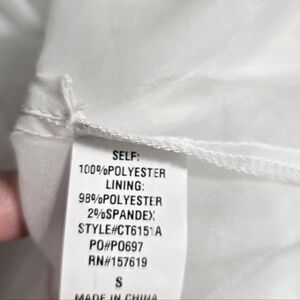 SELF:
100%POLYESTER
LINING:
98%POLYESTER
2%SPANDEX
STYLE#CT6151A
PO#P0697
RN#157619
S
MADE IN CHINA